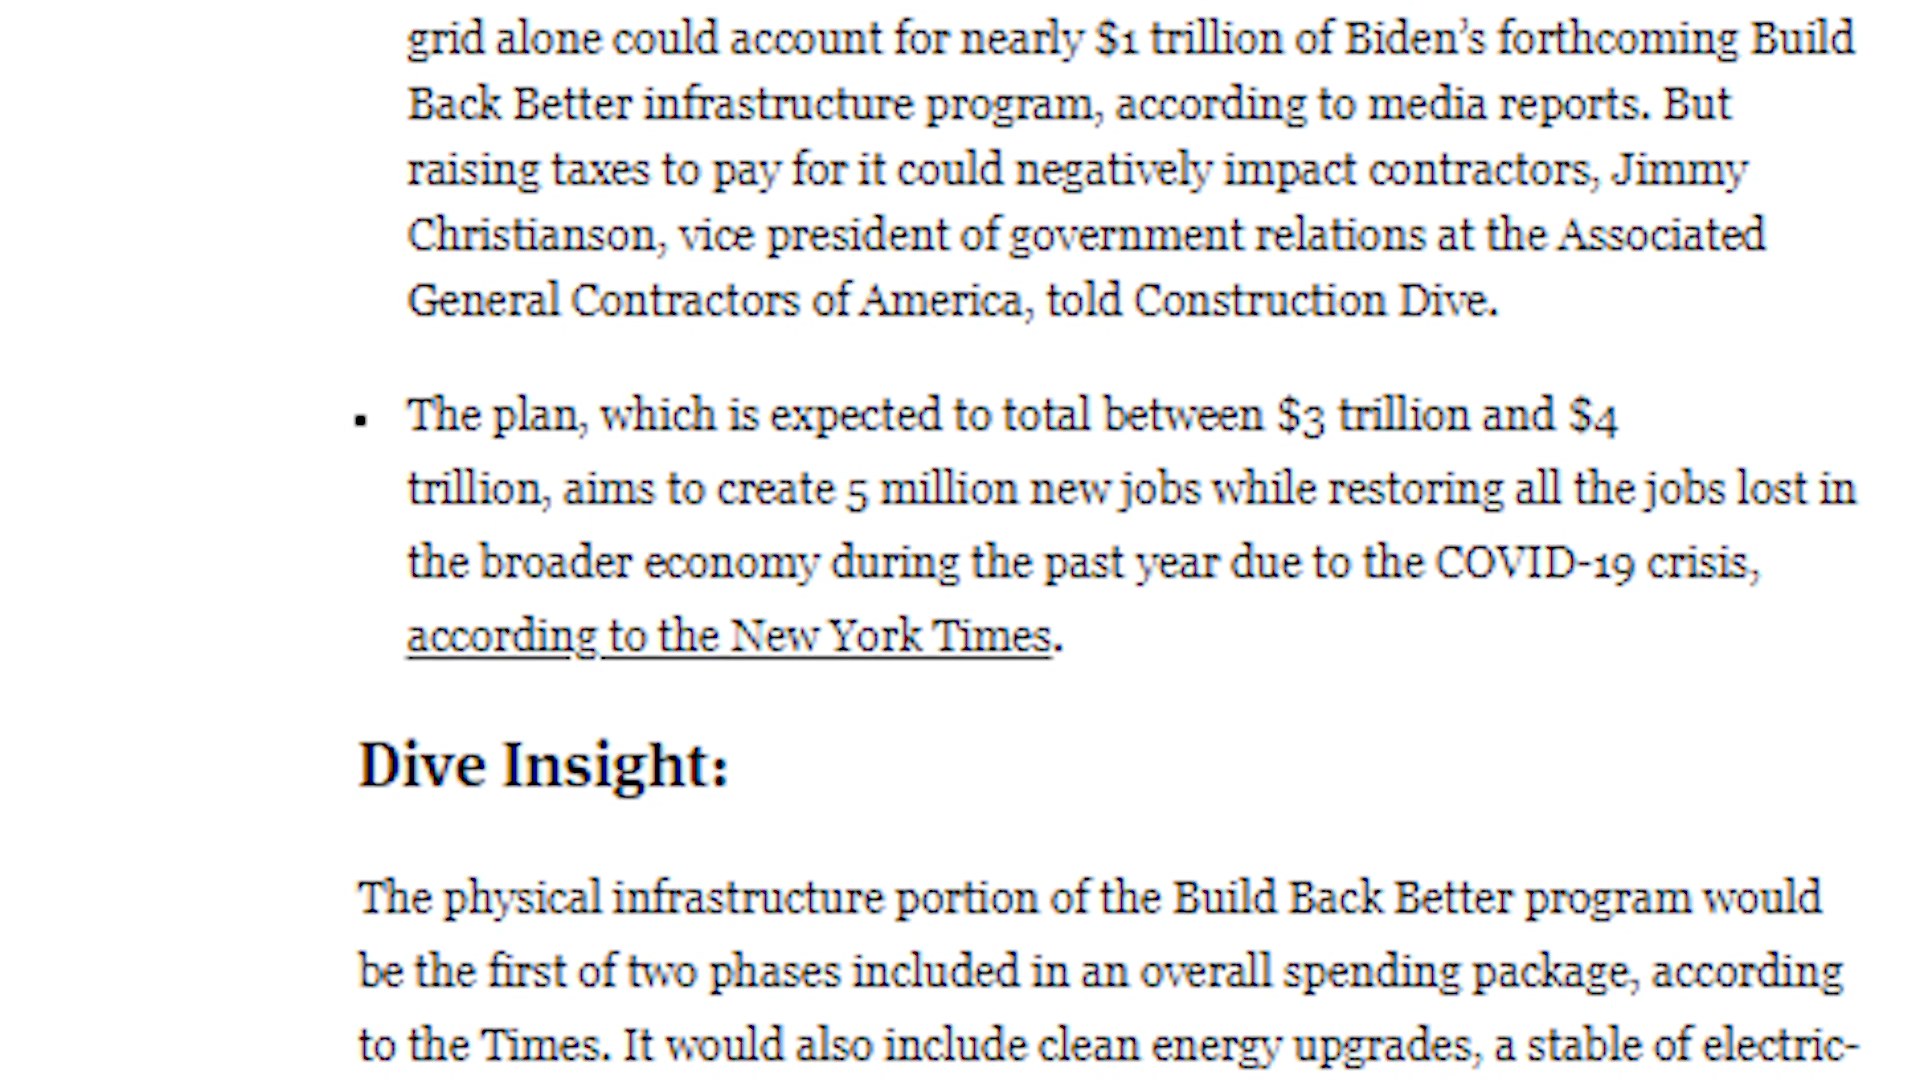 grid alone could account for nearly $1 trillion of Biden’s forthcoming Build
Back Better infrastructure program, according to media reports. But
raising taxes to pay for it could negatively impact contractors, Jimmy
Christianson, vice president of government relations at the Associated
General Contractors of America, told Construction Dive.
▪ The plan, which is expected to total between $3 trillion and $4
trillion, aims to create 5 million new jobs while restoring all the jobs lost in
the broader economy during the past year due to the COVID-19 crisis,
according to the New York Times.
Dive Insight:
The physical infrastructure portion of the Build Back Better program would
be the first of two phases included in an overall spending package, according
to the Times. It would also include clean energy upgrades, a stable of electric-